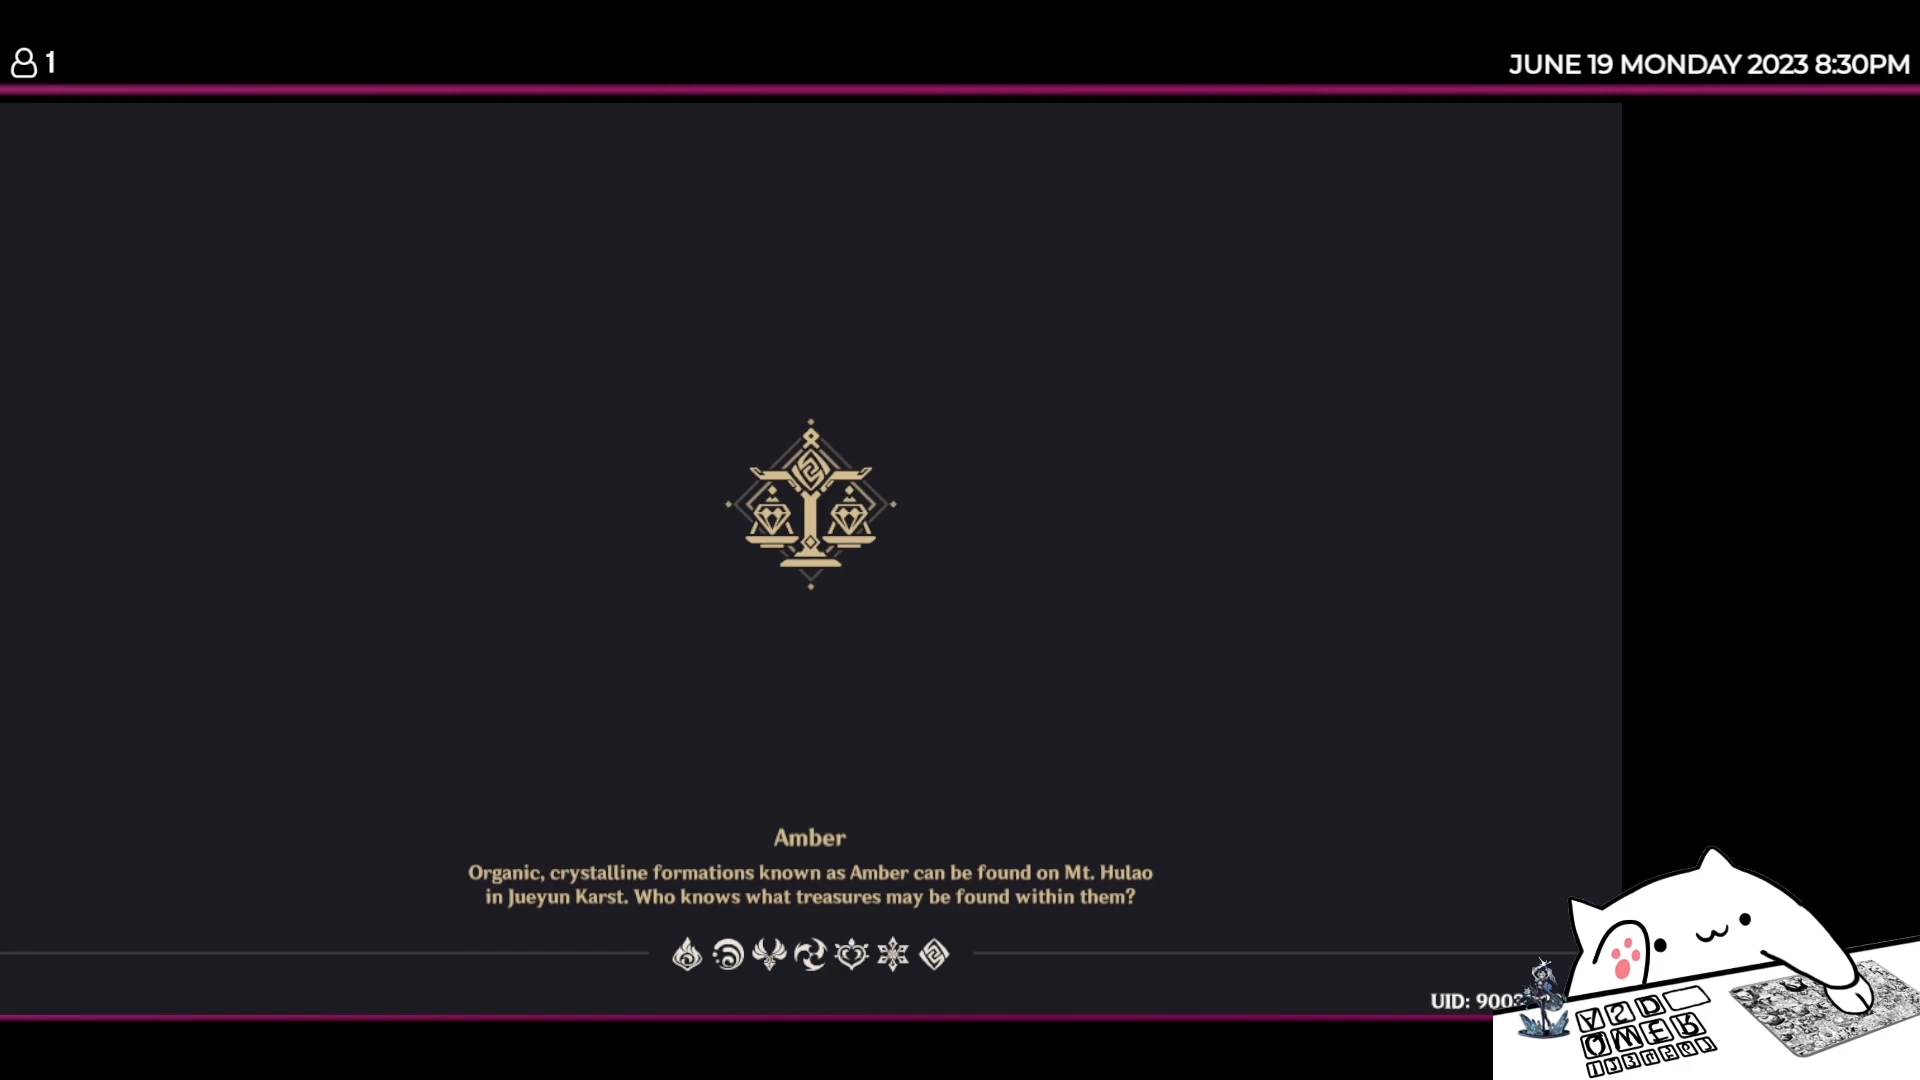 1
JUNE 19 MONDAY 2023 8:30PM
Amber
Organic, crystalline formations known as Amber can be found on Mt. Hulao
in Jueyun Karst. Who knows what treasures may be found within them?
UID: 900
A S D
Q W E R